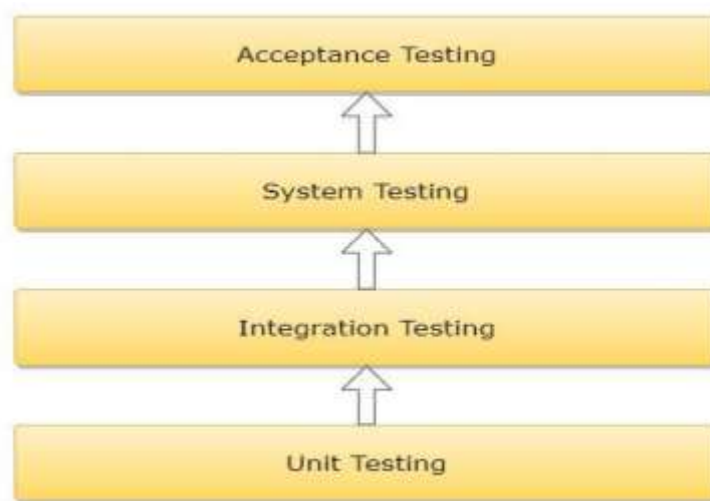 Acceptance Testing
System Testing
Integration Testing
Unit Testing